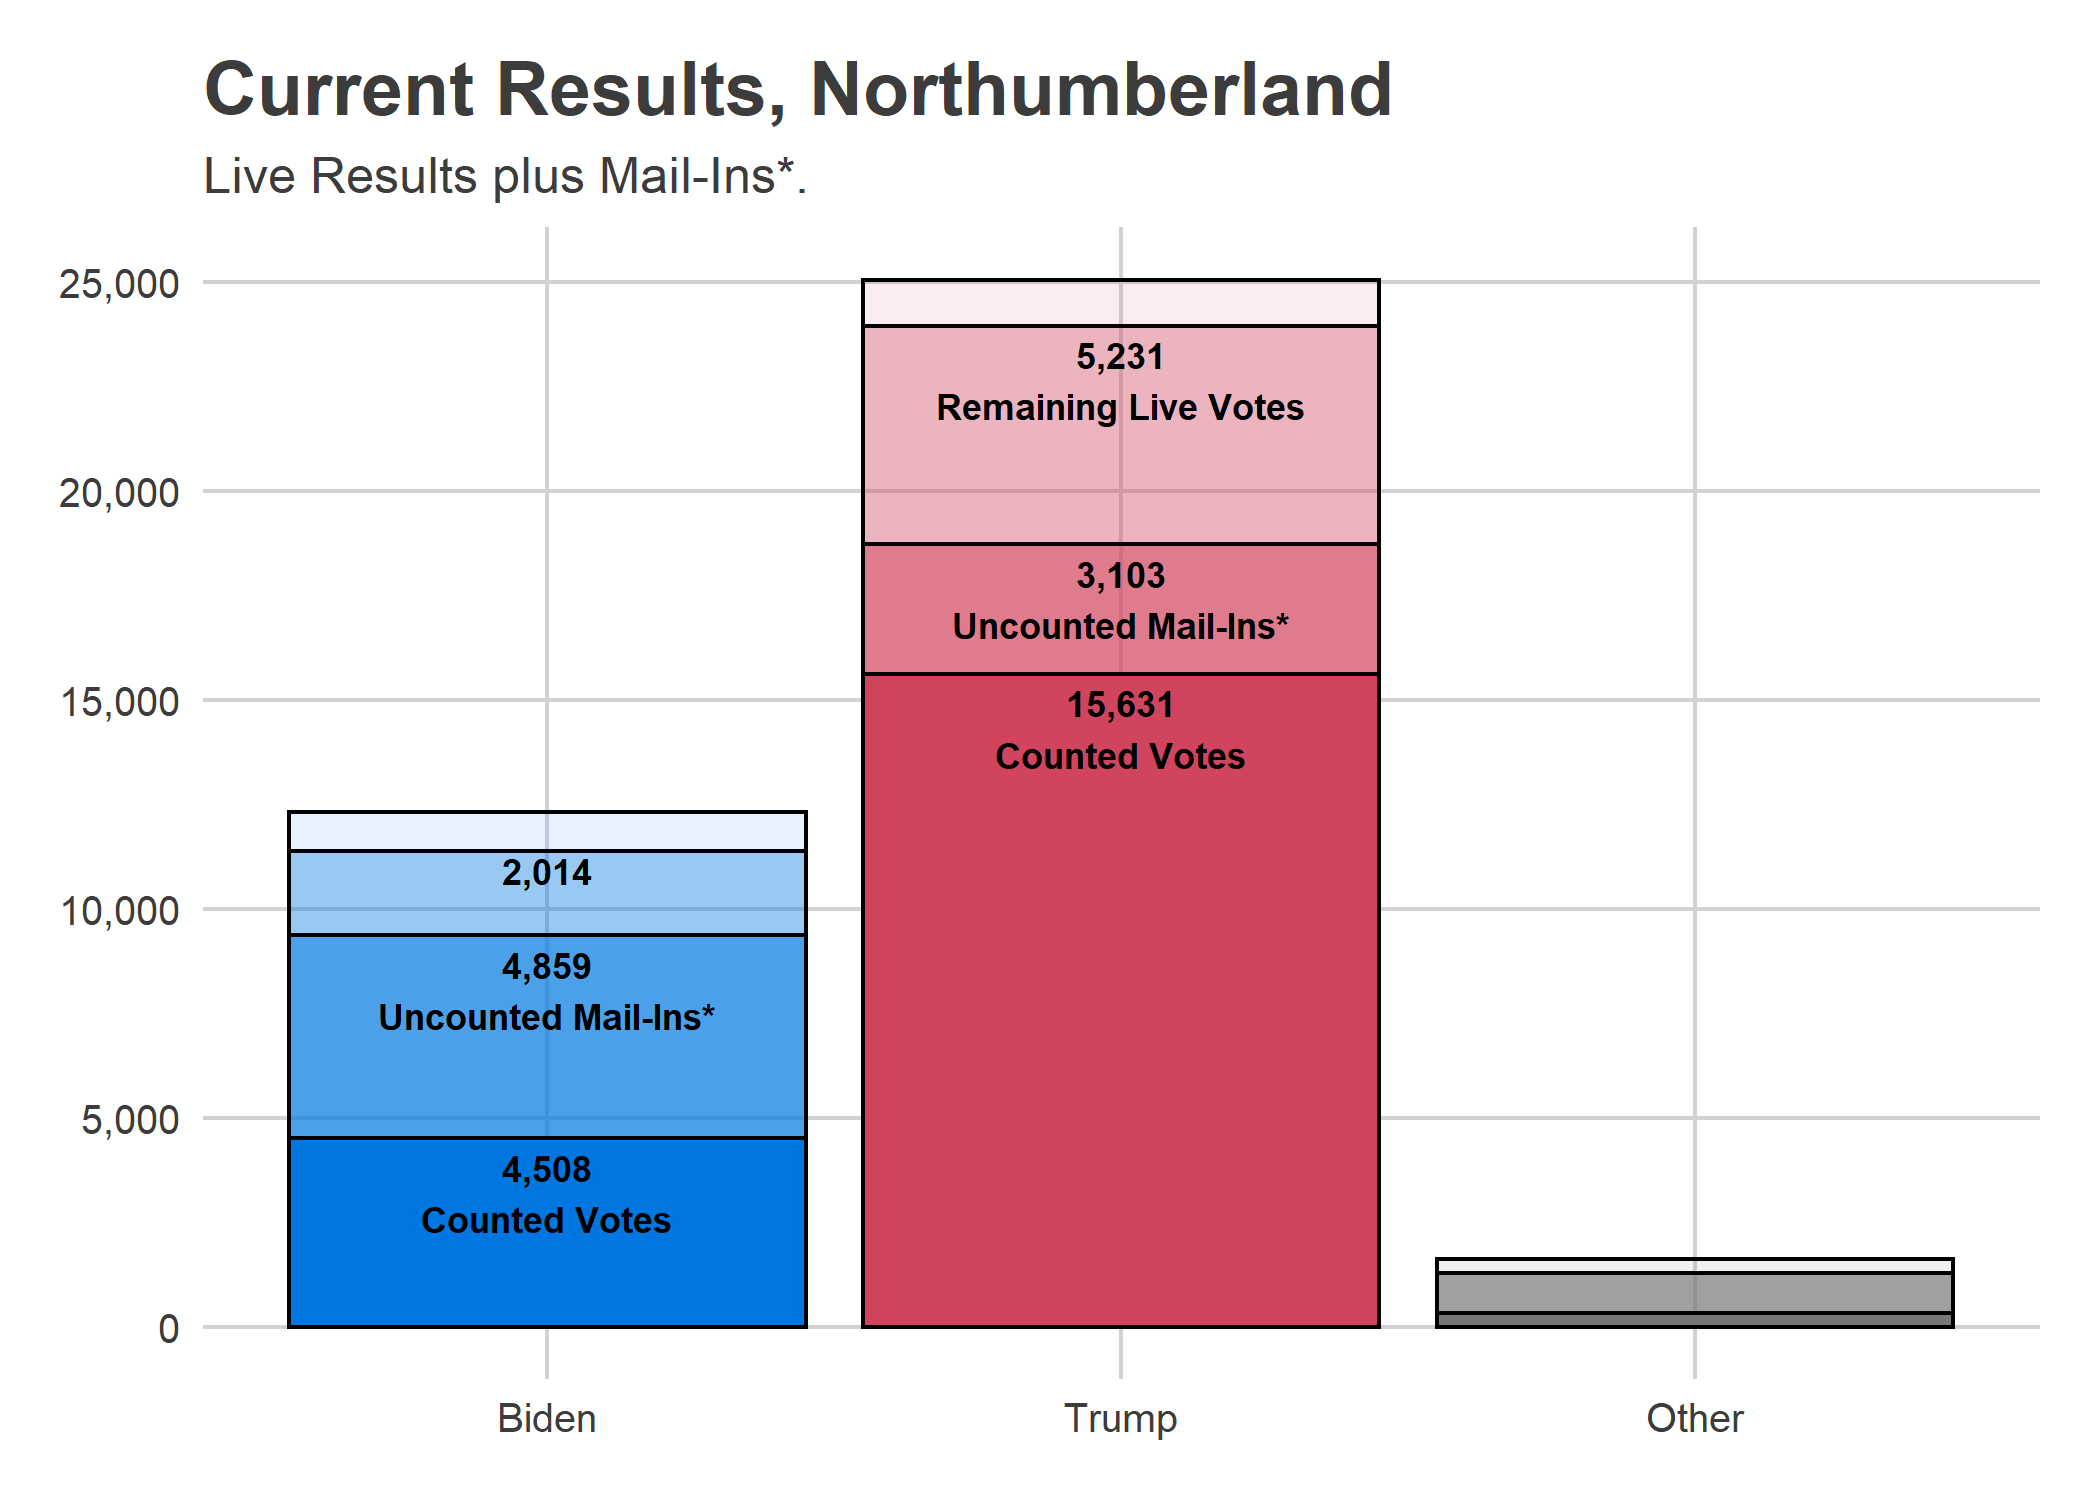 Current Results, Northumberland
Live Results plus Mail-Ins*.
25,000
20,000
15,000
10,000
5,000
0
2,014
4,859
Uncounted Mail-Ins*
4,508
Counted Votes
5,231
Remaining Live Votes
3,103
Uncounted Mail-Ins*
15,631
Counted Votes
Biden
Trump
Other